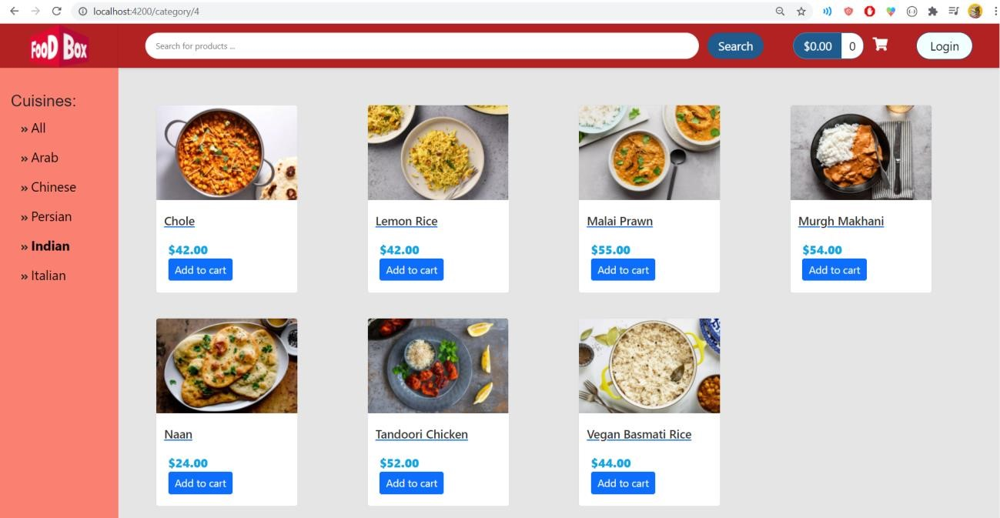 localhost:4200/category/4
FooD Box
Search for products ...
Search
$0.00
0
Login
Cuisines:
» All
» Arab
» Chinese
» Persian
» Indian
» Italian
Chole
$42.00
Add to cart
Lemon Rice
$42.00
Add to cart
Malai Prawn
$55.00
Add to cart
Murgh Makhani
$54.00
Add to cart
Naan
$24.00
Add to cart
Tandoori Chicken
$52.00
Add to cart
Vegan Basmati Rice
$44.00
Add to cart